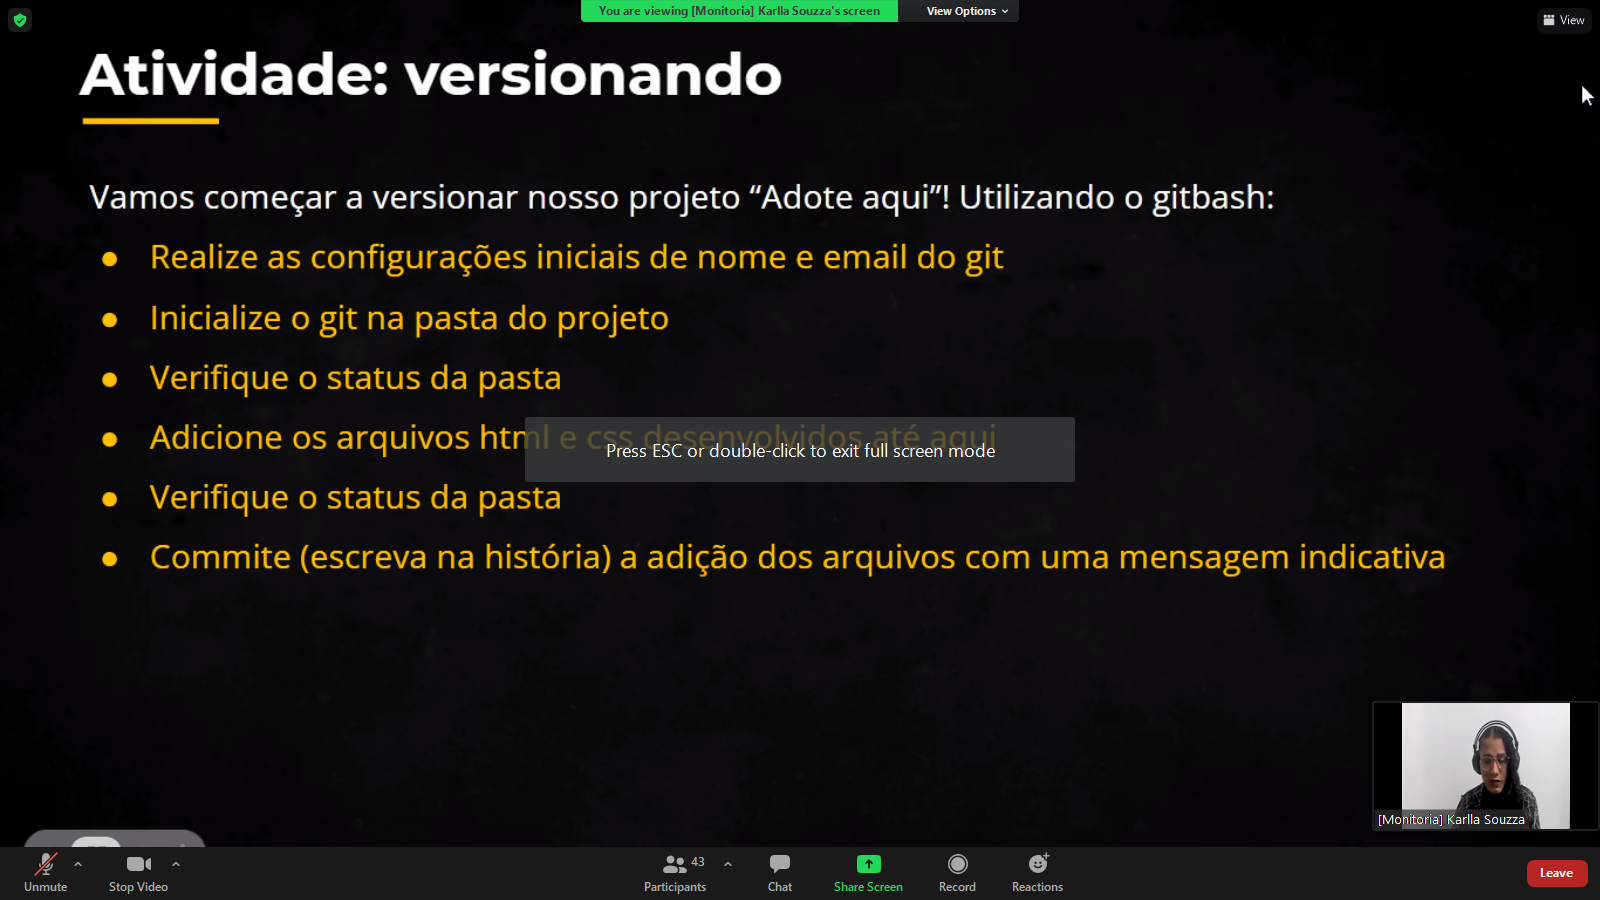 You are viewing [Monitoria] Karlla Souzza's screen
View Options
View
Atividade: versionando
Vamos começar a versionar nosso projeto “Adote aqui”! Utilizando o gitbash:
● Realize as configurações iniciais de nome e email do git
● Inicialize o git na pasta do projeto
● Verifique o status da pasta
● Adicione os arquivos html e css desenvolvidos até aqui
Press ESC or double-click to exit full screen mode
● Verifique o status da pasta
● Commite (escreva na história) a adição dos arquivos com uma mensagem indicativa
[Monitoria] Karlla Souzza
Unmute
Stop Video
Participants
43
Chat
Share Screen
Record
Reactions
Leave